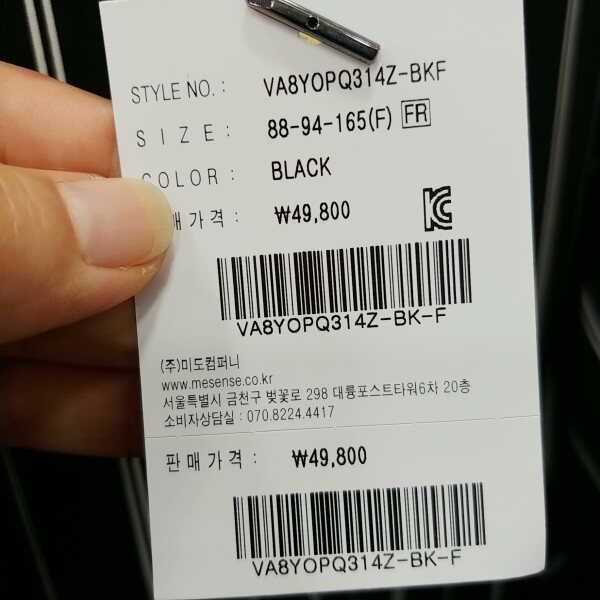 STYLE NO. : VA8YOPQ314Z-BKF
SIZE : 88-94-165(F) FR
COLOR : BLACK
매가격 : ₩49,800
VA8YOPQ314Z-BK-F
(주)미도컴퍼니
www.mesense.co.kr
서울특별시 금천구 벚꽃로 298 대륭포스트타워6차 20층
소비자상담실 : 070.8224.4417
판매가격 : ₩49,800
VA8YOPQ314Z-BK-F